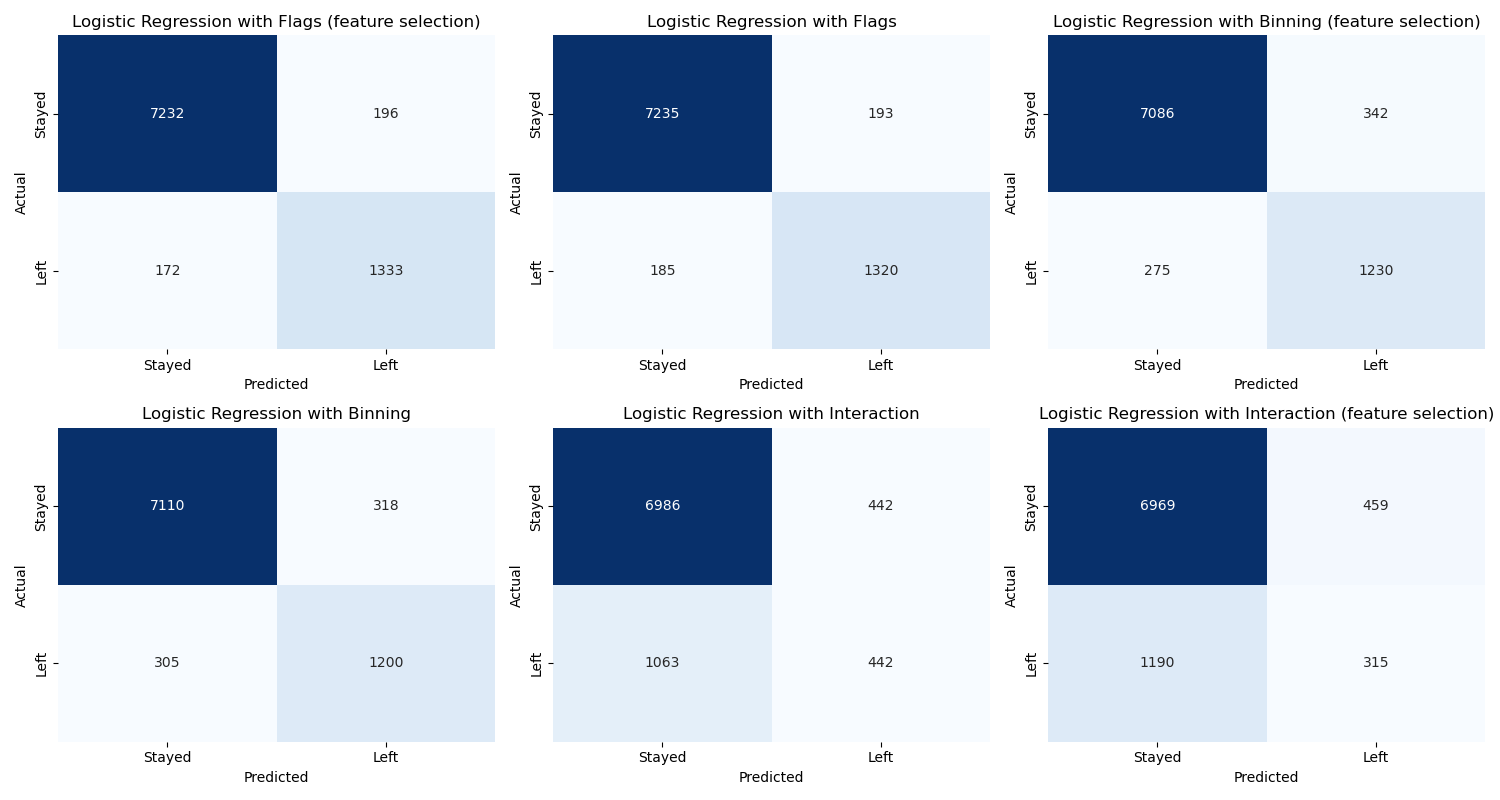 Logistic Regression with Flags (feature selection)
Stayed
Left
Actual
7232
196
172
1333
Stayed
Left
Predicted
Logistic Regression with Flags
Stayed
Left
Actual
7235
193
185
1320
Stayed
Left
Predicted
Logistic Regression with Binning (feature selection)
Stayed
Left
Actual
7086
342
275
1230
Stayed
Left
Predicted
Logistic Regression with Binning
Stayed
Left
Actual
7110
318
305
1200
Stayed
Left
Predicted
Logistic Regression with Interaction
Stayed
Left
Actual
6986
442
1063
442
Stayed
Left
Predicted
Logistic Regression with Interaction (feature selection)
Stayed
Left
Actual
6969
459
1190
315
Stayed
Left
Predicted